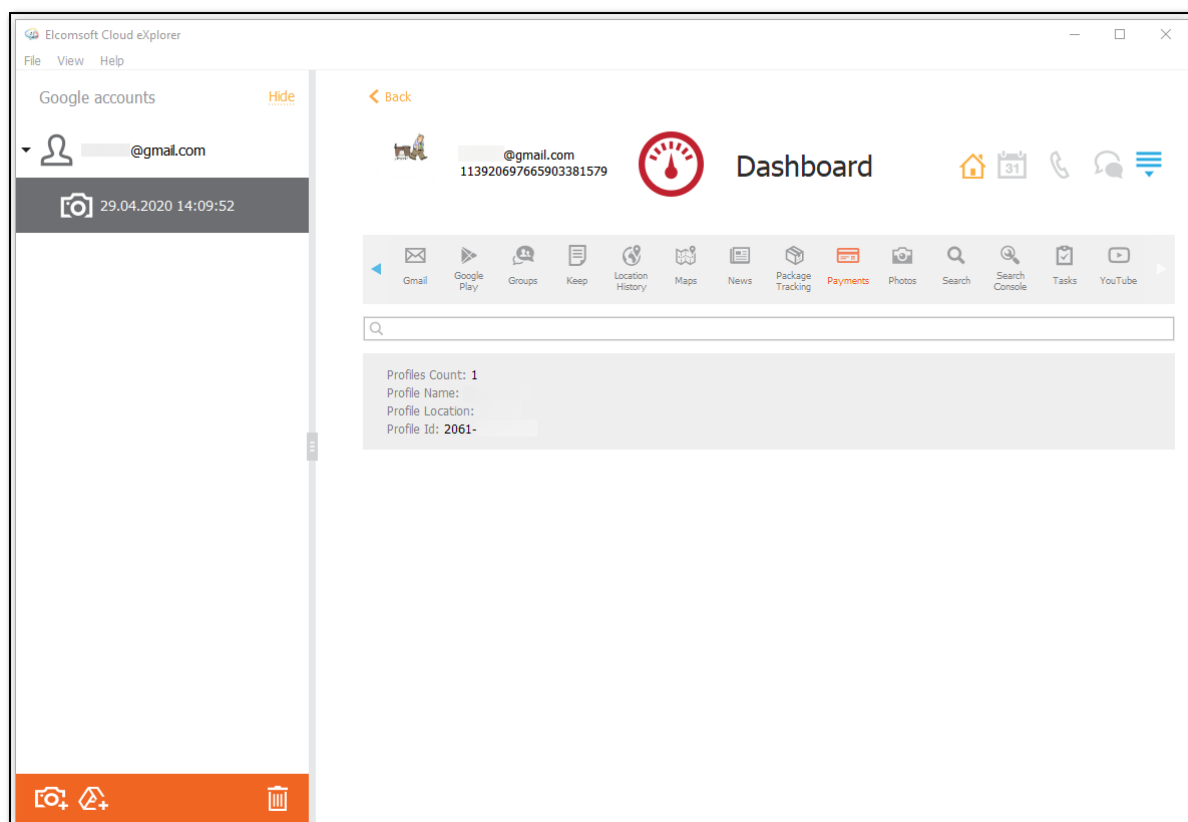 Elcomsoft Cloud eXplorer
File View Help
Google accounts Hide
@gmail.com
29.04.2020 14:09:52
Back
@gmail.com
113920697665903381579
Dashboard
31
Gmail
Google Play
Groups
Keep
Location History
Maps
News
Package Tracking
Payments
Photos
Search
Search Console
Tasks
YouTube
Profiles Count: 1
Profile Name:
Profile Location:
Profile Id: 2061-